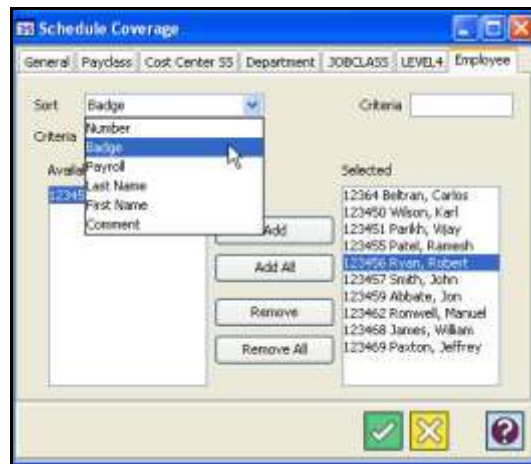 Schedule Coverage
General Payclass Cost Center SS Department JOBCLASS LEVEL4 Employee
Sort Badge Criteria
Number
Criteria
Badge
Payroll
Selected
Last Name
First Name
Comment
12364 Beltran, Carlos
123450 Wilson, Karl
123451 Parikh, Vijay
123455 Patel, Ramesh
123456 Ryan, Robert
123457 Smith, John
123459 Abbate, Jon
123462 Ronwell, Manuel
123468 James, William
123469 Paxton, Jeffrey
Add
Add All
Remove
Remove All